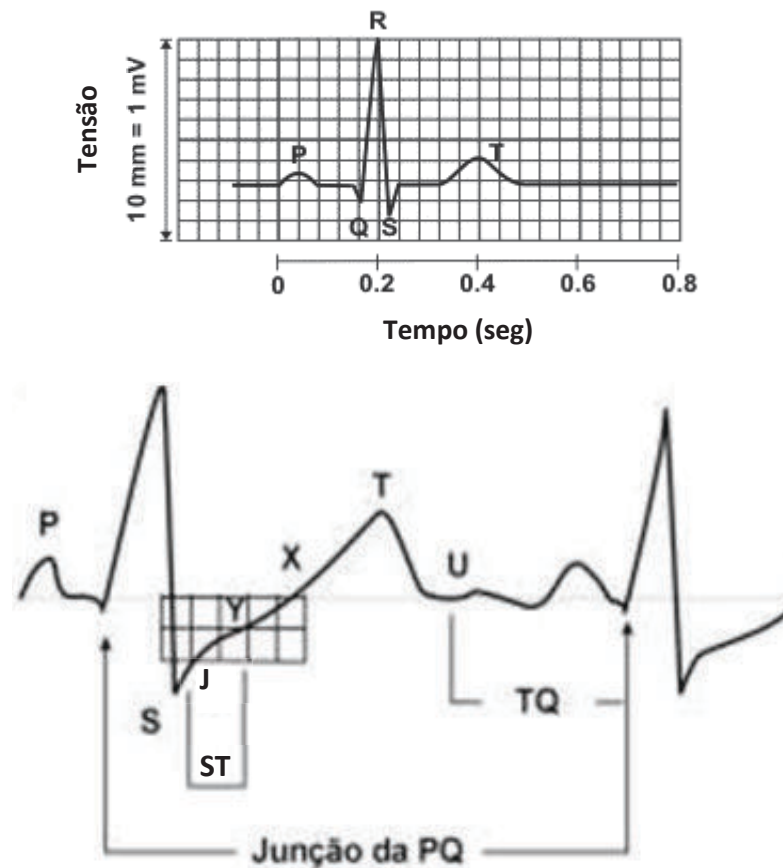 R
Tensão
10 mm = 1 mV
P
T
Q
S
0
0.2
0.4
0.6
0.8
Tempo (seg)
P
T
X
U
Y
J
S
TQ
ST
Junção da PQ